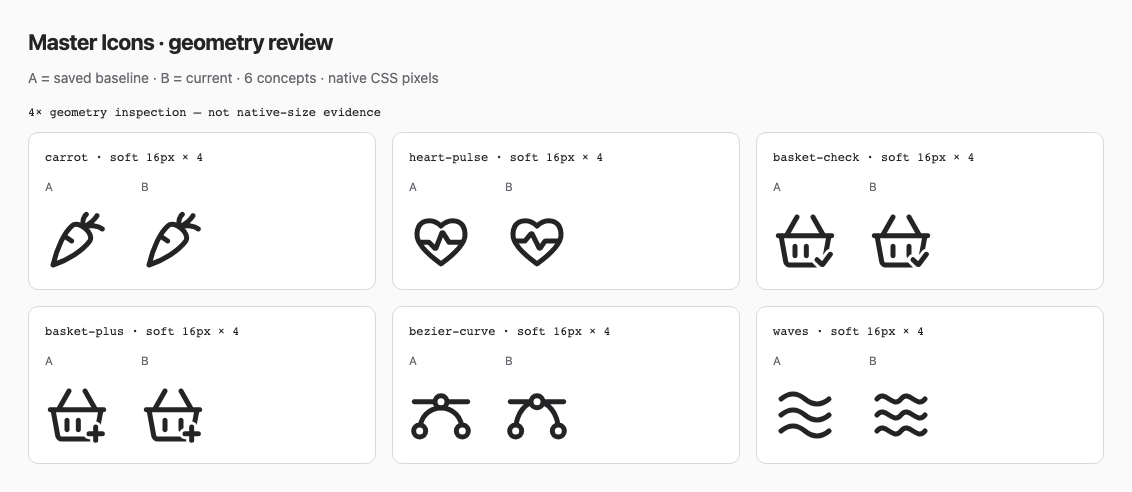 Master Icons · geometry review
A = saved baseline · B = current · 6 concepts · native CSS pixels
4× geometry inspection — not native-size evidence
carrot · soft 16px × 4
A B
heart-pulse · soft 16px × 4
A B
basket-check · soft 16px × 4
A B
basket-plus · soft 16px × 4
A B
bezier-curve · soft 16px × 4
A B
waves · soft 16px × 4
A B